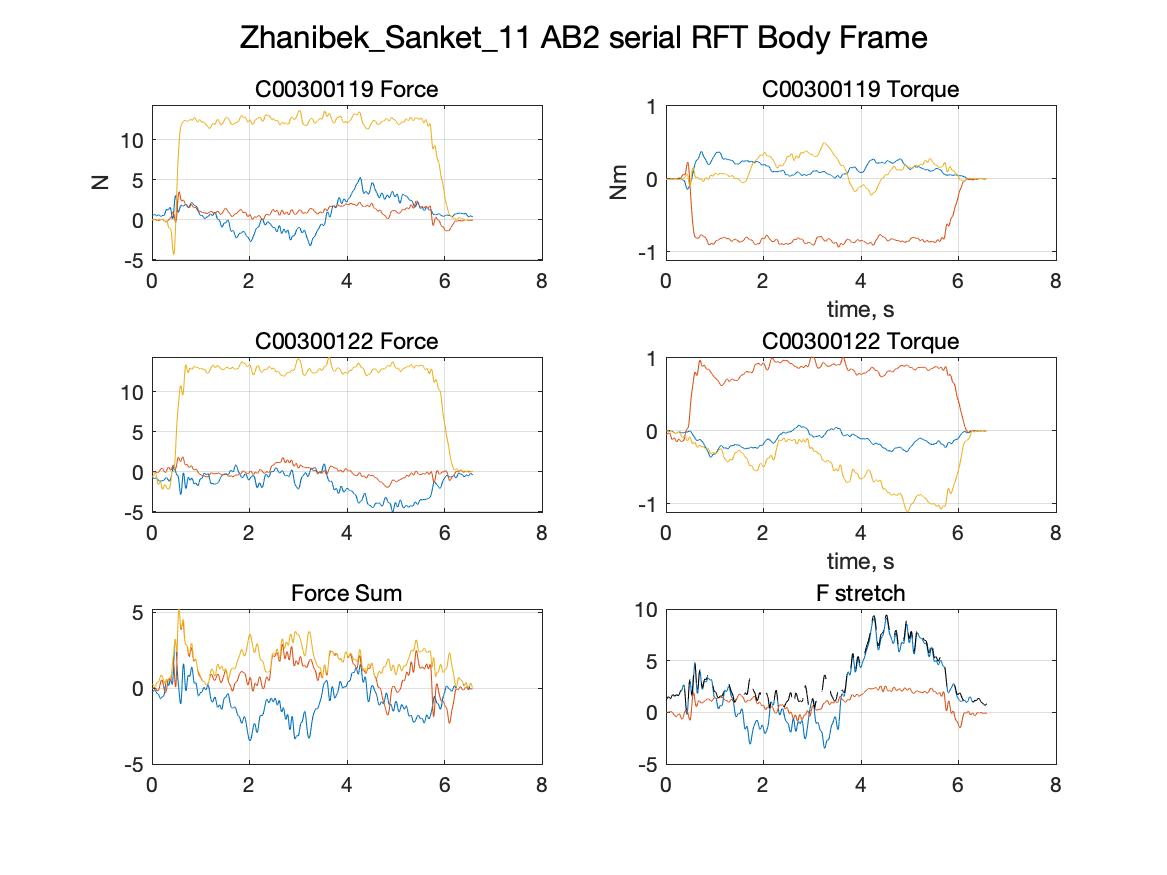 Zhanibek_Sanket_11 AB2 serial RFT Body Frame
C00300119 Force
N
10
5
0
-5
0 2 4 6 8
C00300119 Torque
Nm
1
0
-1
0 2 4 6 8
time, s
C00300122 Force
10
5
0
-5
0 2 4 6 8
C00300122 Torque
1
0
-1
0 2 4 6 8
time, s
Force Sum
5
0
-5
0 2 4 6 8
F stretch
10
5
0
-5
0 2 4 6 8